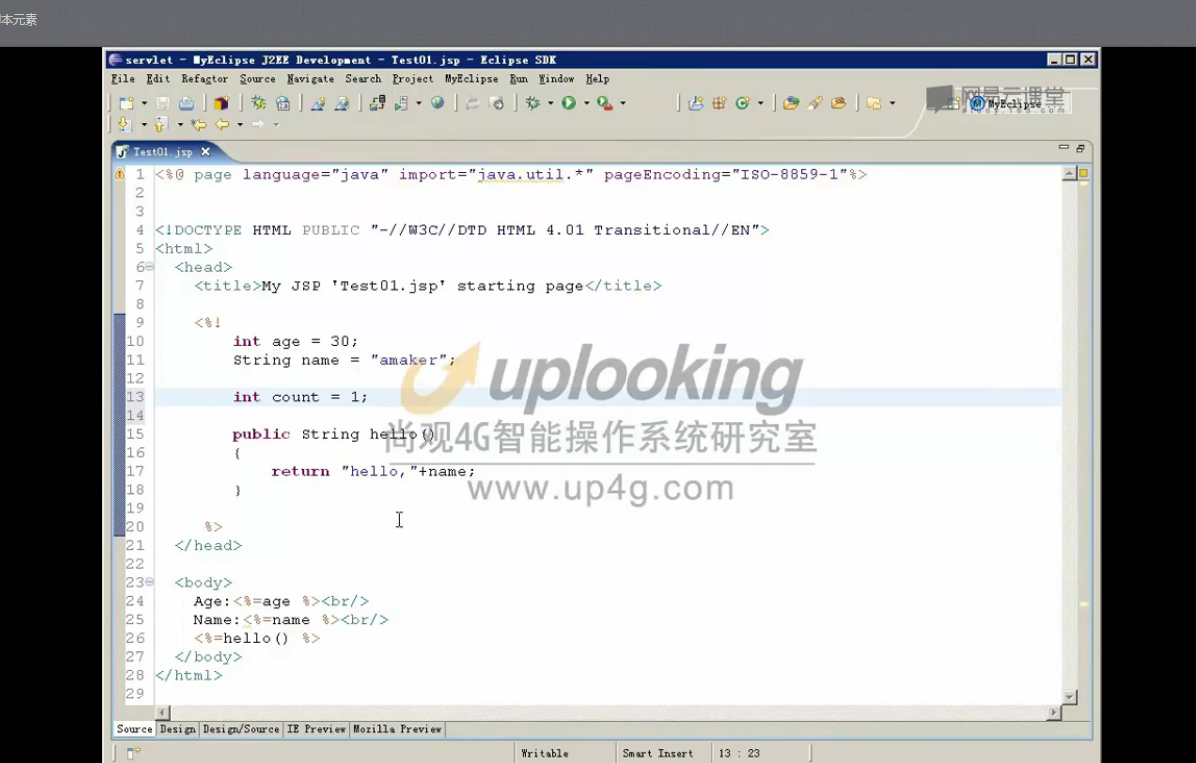 本元素
servlet - MyEclipse J2EE Development - Test01.jsp - Eclipse SDK
File Edit Refactor Source Navigate Search Project MyEclipse Run Window Help
网易云课堂
MyEclipse
Test01.jsp
1 <%@ page language="java" import="java.util.*" pageEncoding="ISO-8859-1"%>
2
3
4 <!DOCTYPE HTML PUBLIC "-//W3C//DTD HTML 4.01 Transitional//EN">
5 <html>
6 <head>
7 <title>My JSP 'Test01.jsp' starting page</title>
8
9 <%!
10 int age = 30;
11 String name = "amaker";
12
13 int count = 1;
14
15 public String hello()
16 {
17 return "hello,"+name;
18 }
19
20 %>
21 </head>
22
23 <body>
24 Age:<%=age %><br/>
25 Name:<%=name %><br/>
26 <%=hello() %>
27 </body>
28 </html>
29
uplooking
尚观4G智能操作系统研究室
www.up4g.com
Source Design Design/Source IE Preview Mozilla Preview
Writable Smart Insert 13 : 23